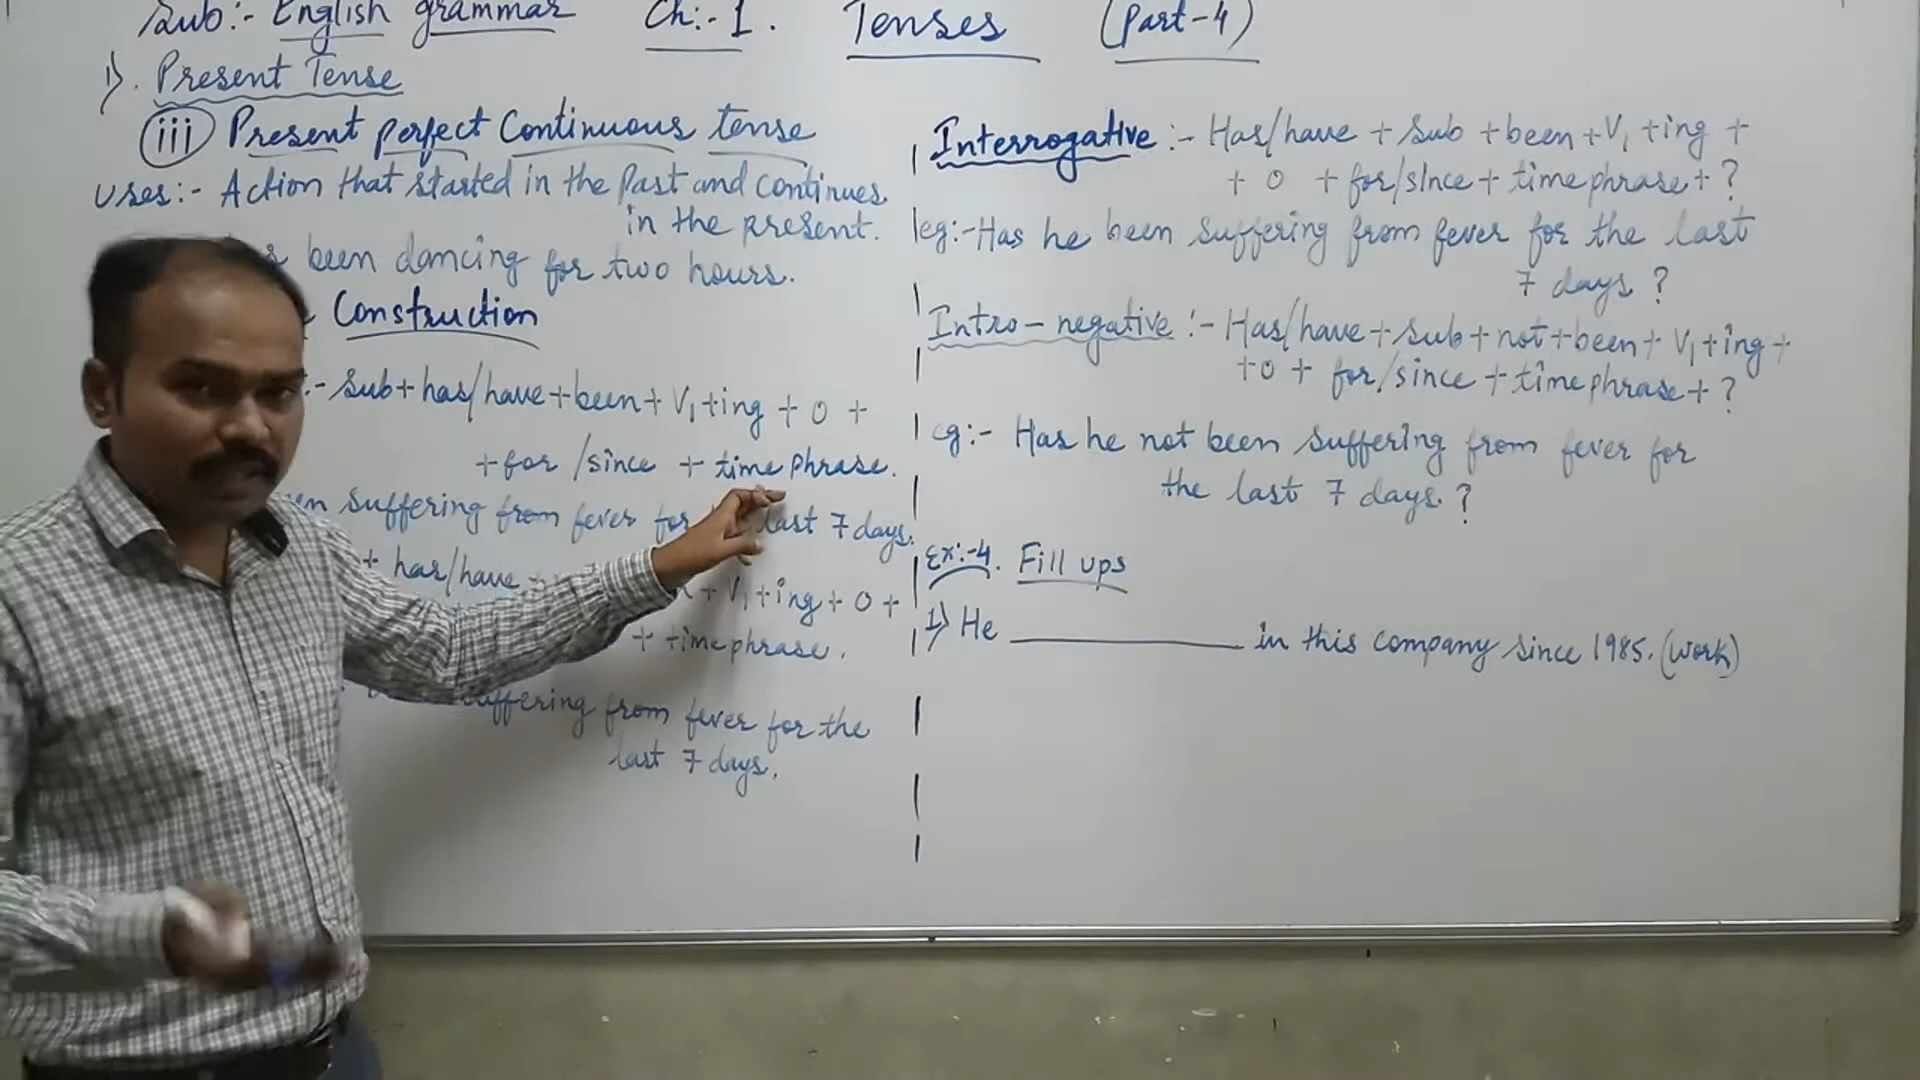 Sub:- English grammar Ch:- 1. Tenses (Part-4)
1). Present Tense
(iii) Present perfect Continuous tense
Uses:- Action that started in the Past and continues
in the present.
been dancing for two hours.
Construction
:- Sub + has/have + been + V1 + ing + O +
+ for / since + time phrase.
suffering from fever for last 7 days.
+ has/have + V1 + ing + O +
+ time phrase.
suffering from fever for the
last 7 days.
Interrogative :- Has/have + Sub + been + V1 + ing +
+ O + for/since + time phrase + ?
eg:- Has he been suffering from fever for the last
7 days ?
Intro - negative :- Has/have + Sub + not + been + V1 + ing +
+ O + for/since + time phrase + ?
eg:- Has he not been suffering from fever for
the last 7 days. ?
Ex:-4. Fill ups
1) He __________ in this company since 1985. (work)